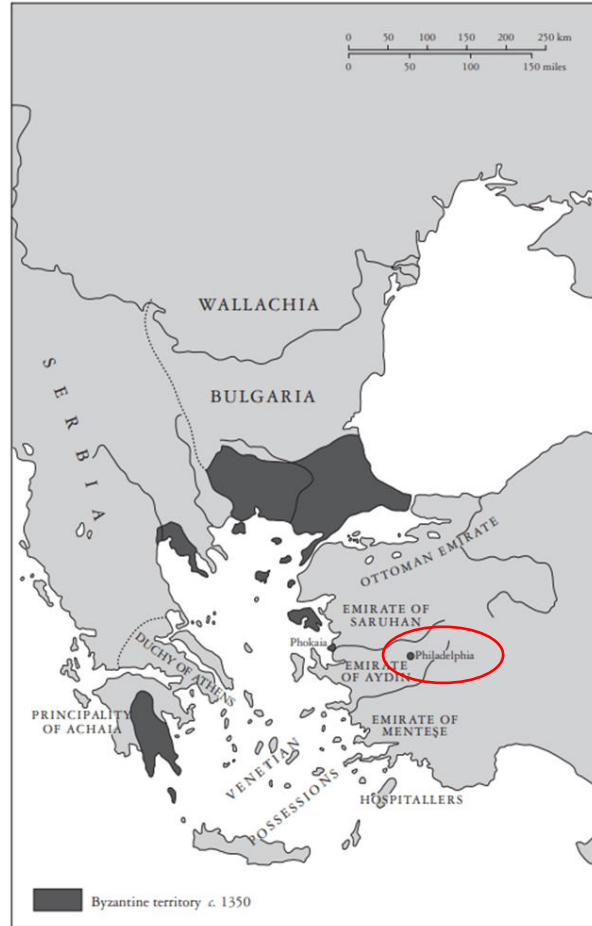 0 50 100 150 200 250 km
0 50 100 150 miles
WALLACHIA
BULGARIA
SERBIA
OTTOMAN EMIRATE
EMIRATE OF
SARUHAN
Phokaia
Philadelphia
EMIRATE
OF AYDIN
DUCHY OF ATHENS
PRINCIPALITY
OF ACHAIA
EMIRATE OF
MENTEŞE
VENETIAN
POSSESSIONS
HOSPITALLERS
Byzantine territory c. 1350